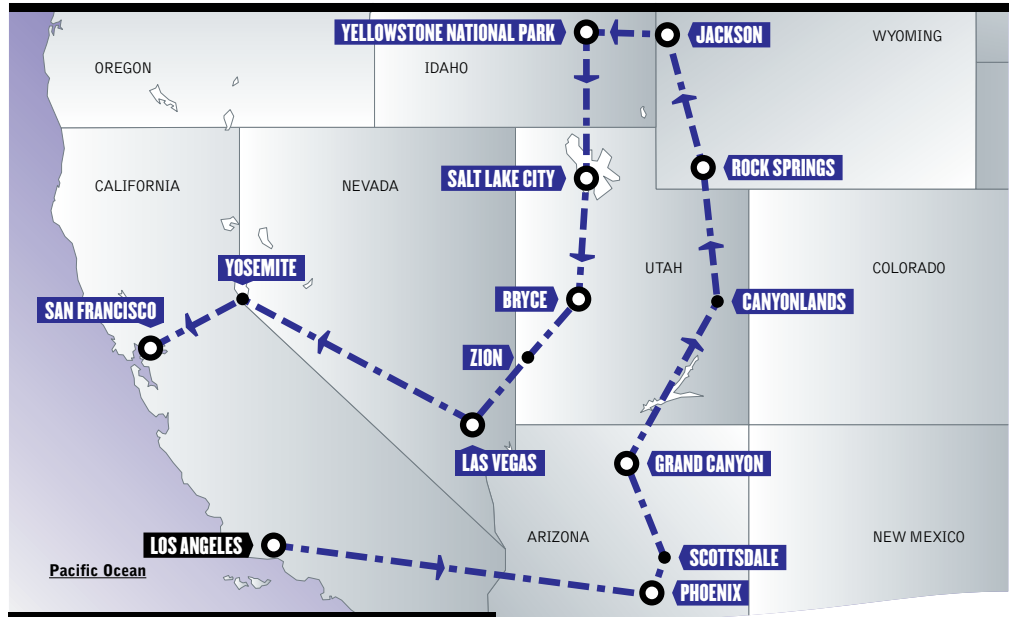 YELLOWSTONE NATIONAL PARK
JACKSON
WYOMING
OREGON
IDAHO
ROCK SPRINGS
SALT LAKE CITY
CALIFORNIA
NEVADA
YOSEMITE
UTAH
COLORADO
BRYCE
CANYONLANDS
SAN FRANCISCO
ZION
LAS VEGAS
GRAND CANYON
LOS ANGELES
ARIZONA
NEW MEXICO
SCOTTSDALE
Pacific Ocean
PHOENIX